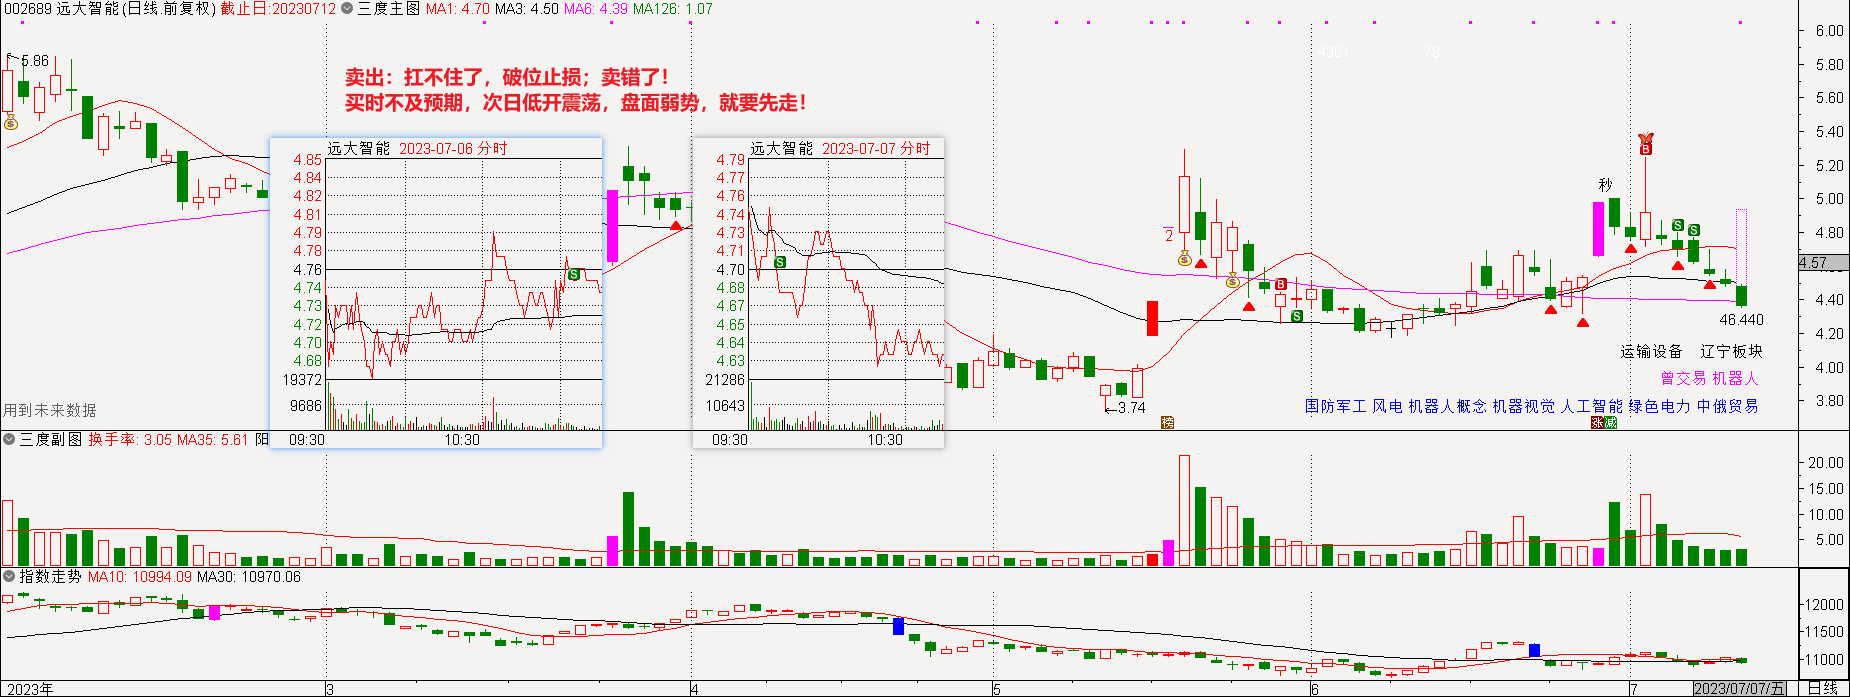 002689 远大智能(日线.前复权) 截止日:20230712 三度主图 MA1: 4.70 MA3: 4.50 MA6: 4.39 MA126: 1.07
6.00
5.80
5.60
5.40
5.20
5.00
4.80
4.57
4.40
4.20
4.00
3.80
5.86
4361 79
卖出：扛不住了，破位止损；卖错了！
买时不及预期，次日低开震荡，盘面弱势，就要先走！
远大智能 2023-07-06 分时
4.85
4.84
4.82
4.81
4.79
4.78
4.76
4.74
4.73
4.72
4.70
4.68
19372
9686
09:30 10:30
S
远大智能 2023-07-07 分时
4.79
4.77
4.76
4.74
4.73
4.71
4.70
4.68
4.67
4.65
4.64
4.63
21286
10643
09:30 10:30
S
2
$
$
$
B
S
秒
B
S
S
3.74
榜
46.440
运输设备 辽宁板块
曾交易 机器人
国防军工 风电 机器人概念 机器视觉 人工智能 绿色电力 中俄贸易
涨减
用到未来数据
三度副图 换手率: 3.05 MA35: 5.61 阳
20.00
15.00
10.00
5.00
指数走势 MA10: 10994.09 MA30: 10970.06
12000
11500
11000
2023年 3 4 5 6 7 2023/07/07/五 日线